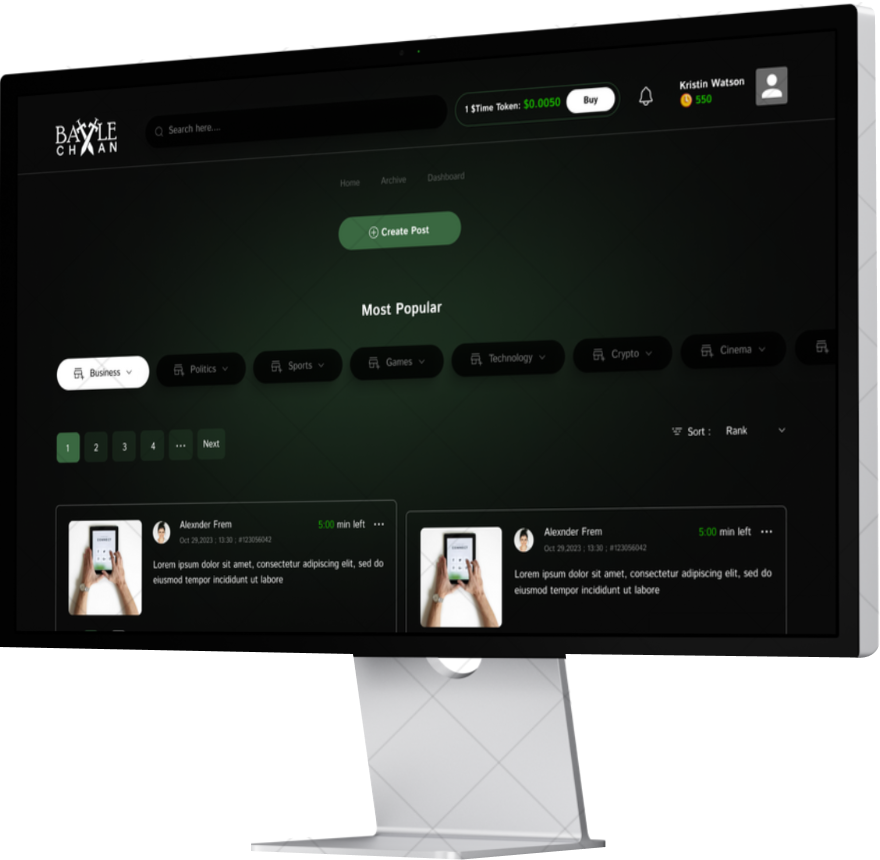 BATTLE
CHAN
Search here....
1 $Time Token: $0.0050
Buy
Kristin Watson
550
Home Archive Dashboard
Create Post
Most Popular
Business Politics Sports Games Technology Crypto Cinema
1 2 3 4 ... Next
Sort : Rank
Alexnder Frem
5:00 min left
Oct 29,2023 | 13:30 | #123056042
Lorem ipsum dolor sit amet, consectetur adipiscing elit, sed do
eiusmod tempor incididunt ut labore
Alexnder Frem
5:00 min left
Oct 29,2023 | 13:30 | #123056042
Lorem ipsum dolor sit amet, consectetur adipiscing elit, sed do
eiusmod tempor incididunt ut labore